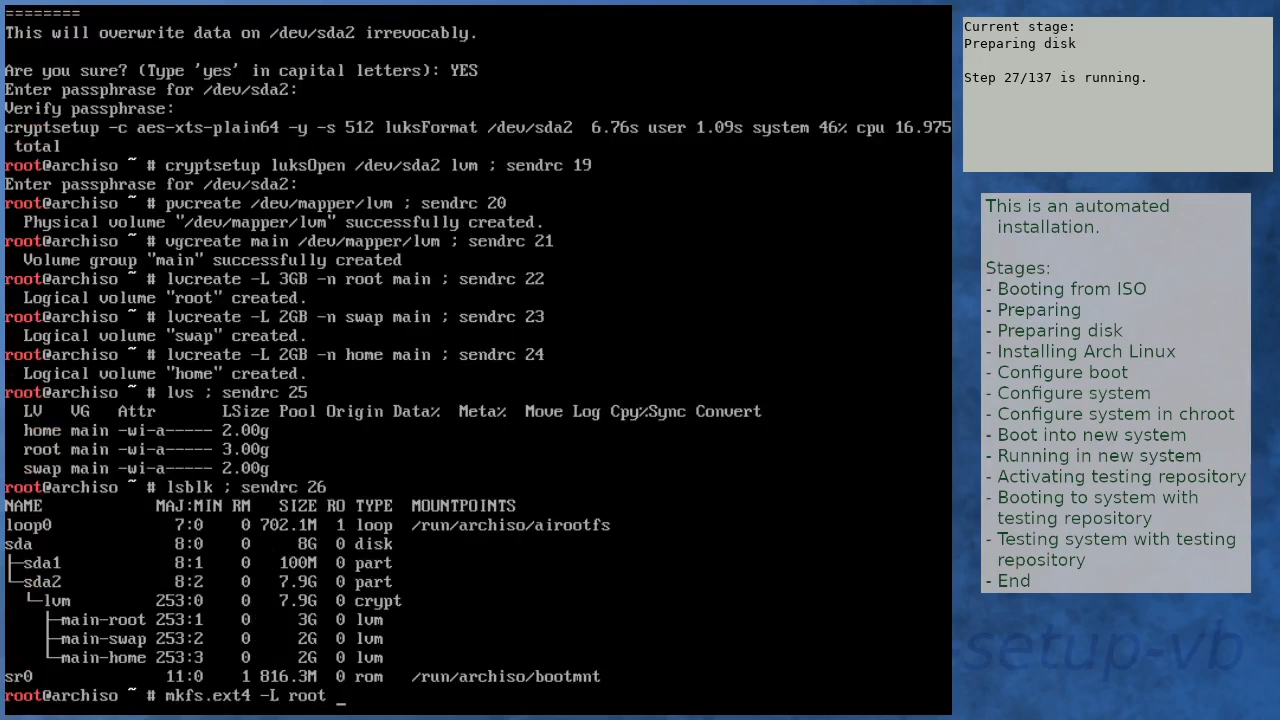 ========
This will overwrite data on /dev/sda2 irrevocably.
Are you sure? (Type 'yes' in capital letters): YES
Enter passphrase for /dev/sda2:
Verify passphrase:
cryptsetup -c aes-xts-plain64 -y -s 512 luksFormat /dev/sda2  6.76s user 1.09s system 46% cpu 16.975
 total
root@archiso ~ # cryptsetup luksOpen /dev/sda2 lvm ; sendrc 19
Enter passphrase for /dev/sda2:
root@archiso ~ # pvcreate /dev/mapper/lvm ; sendrc 20
  Physical volume "/dev/mapper/lvm" successfully created.
root@archiso ~ # vgcreate main /dev/mapper/lvm ; sendrc 21
  Volume group "main" successfully created
root@archiso ~ # lvcreate -L 3GB -n root main ; sendrc 22
  Logical volume "root" created.
root@archiso ~ # lvcreate -L 2GB -n swap main ; sendrc 23
  Logical volume "swap" created.
root@archiso ~ # lvcreate -L 2GB -n home main ; sendrc 24
  Logical volume "home" created.
root@archiso ~ # lvs ; sendrc 25
  LV   VG   Attr       LSize Pool Origin Data%  Meta%  Move Log Cpy%Sync Convert
  home main -wi-a----- 2.00g
  root main -wi-a----- 3.00g
  swap main -wi-a----- 2.00g
root@archiso ~ # lsblk ; sendrc 26
NAME            MAJ:MIN RM   SIZE RO TYPE  MOUNTPOINTS
loop0             7:0    0 702.1M  1 loop  /run/archiso/airootfs
sda               8:0    0     8G  0 disk
├─sda1            8:1    0   100M  0 part
└─sda2            8:2    0   7.9G  0 part
  └─lvm         253:0    0   7.9G  0 crypt
    ├─main-root 253:1    0     3G  0 lvm
    ├─main-swap 253:2    0     2G  0 lvm
    └─main-home 253:3    0     2G  0 lvm
sr0              11:0    1 816.3M  0 rom   /run/archiso/bootmnt
root@archiso ~ # mkfs.ext4 -L root _
Current stage:
Preparing disk
Step 27/137 is running.
This is an automated
installation.
Stages:
- Booting from ISO
- Preparing
- Preparing disk
- Installing Arch Linux
- Configure boot
- Configure system
- Configure system in chroot
- Boot into new system
- Running in new system
- Activating testing repository
- Booting to system with
testing repository
- Testing system with testing
repository
- End
-setup-vb